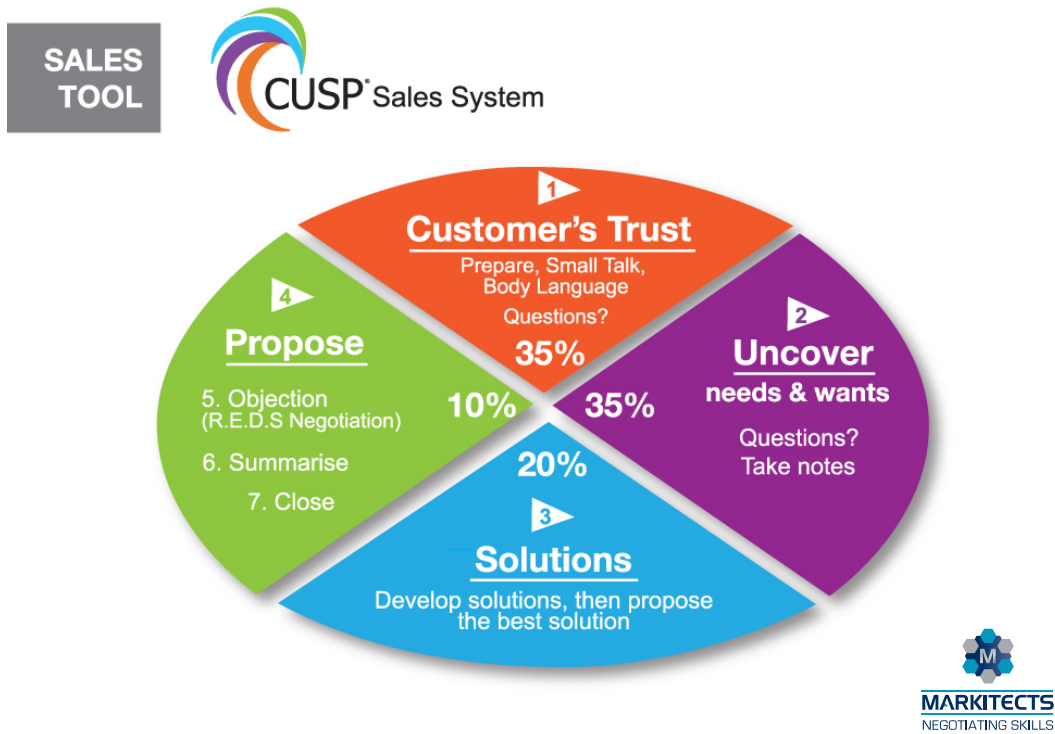 SALES
TOOL
CUSP® Sales System
1
Customer's Trust
Prepare, Small Talk,
Body Language
Questions?
35%
2
Uncover
needs & wants
Questions?
Take notes
35%
20%
3
Solutions
Develop solutions, then propose
the best solution
4
Propose
5. Objection
(R.E.D.S Negotiation)
6. Summarise
7. Close
10%
M
MARKITECTS
NEGOTIATING SKILLS